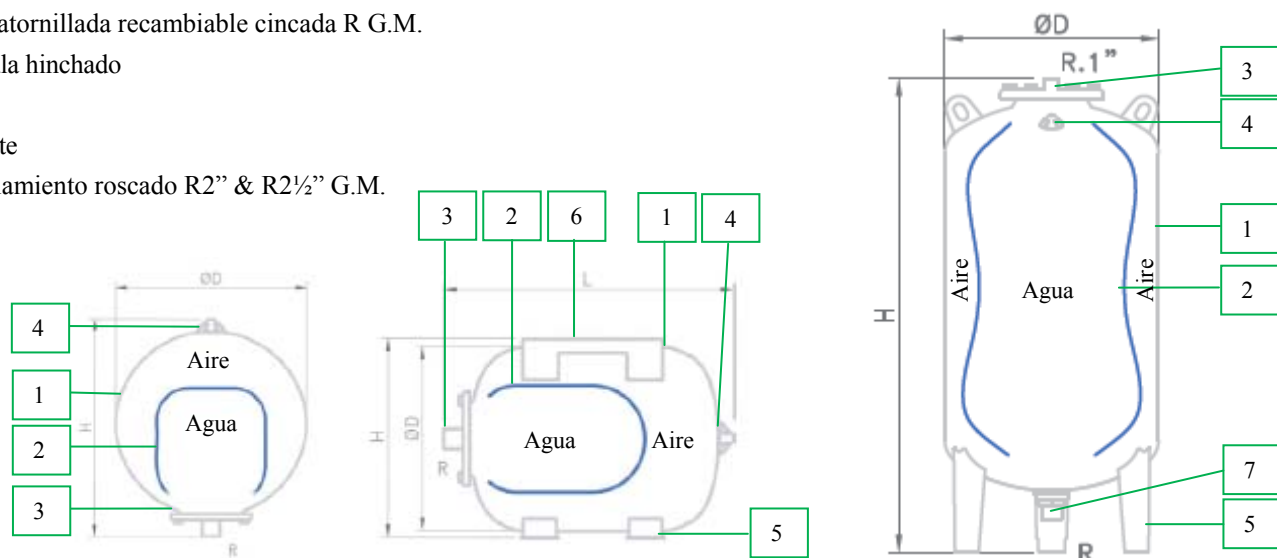 atornillada recambiable cincada R G.M.
la hinchado
te
lamiento roscado R2” & R2½” G.M.
ØD
R.1”
3
4
1
2
7
5
H
Aire
Agua
Aire
R
3
2
6
1
4
L
H
ØD
Agua
Aire
R
5
ØD
4
1
2
3
H
Aire
Agua
R